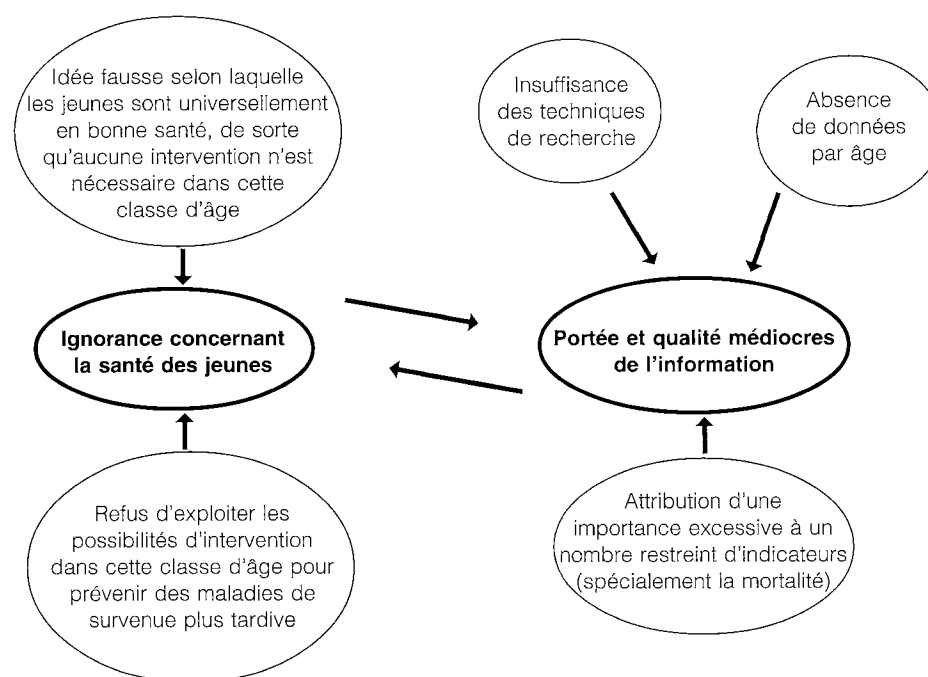 Idée fausse selon laquelle
les jeunes sont universellement
en bonne santé, de sorte
qu'aucune intervention n'est
nécessaire dans cette
classe d'âge
Insuffisance
des techniques
de recherche
Absence
de données
par âge
Ignorance concernant
la santé des jeunes
Portée et qualité médiocres
de l'information
Refus d'exploiter les
possibilités d'intervention
dans cette classe d'âge pour
prévenir des maladies de
survenue plus tardive
Attribution d'une
importance excessive à un
nombre restreint d'indicateurs
(spécialement la mortalité)